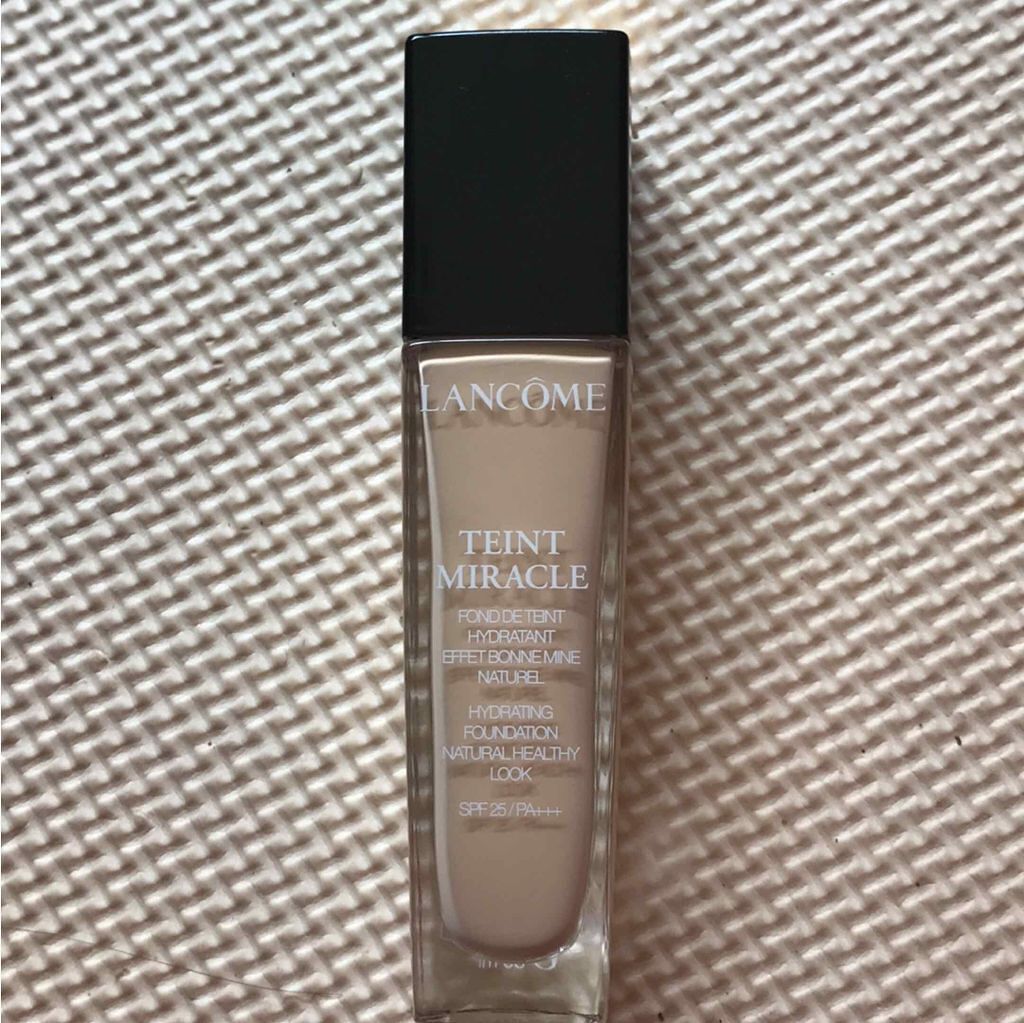 LANCÔME
TEINT
MIRACLE
FOND DE TEINT
HYDRATANT
EFFET BONNE MINE
NATUREL
HYDRATING
FOUNDATION
NATURAL HEALTHY
LOOK
SPF 25 / PA+++